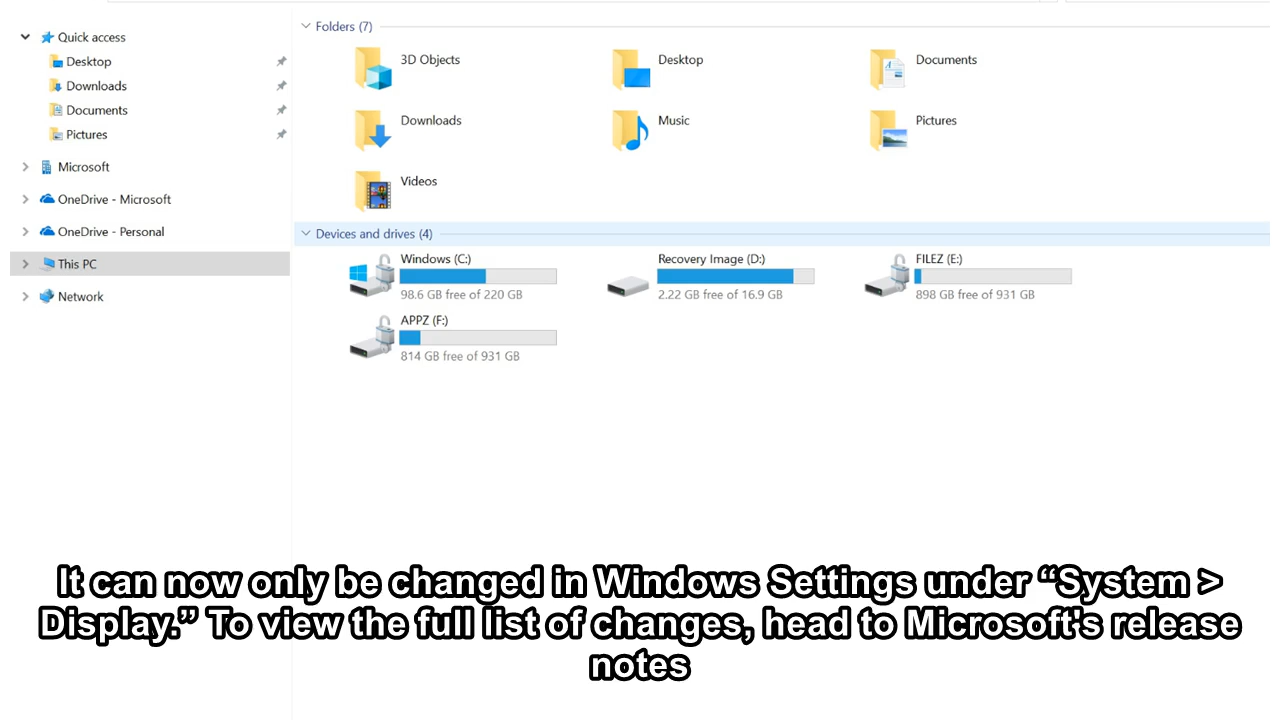 Quick access
Desktop
Downloads
Documents
Pictures
Microsoft
OneDrive - Microsoft
OneDrive - Personal
This PC
Network
Folders (7)
3D Objects
Desktop
Documents
Downloads
Music
Pictures
Videos
Devices and drives (4)
Windows (C:)
98.6 GB free of 220 GB
Recovery Image (D:)
2.22 GB free of 16.9 GB
FILEZ (E:)
898 GB free of 931 GB
APPZ (F:)
814 GB free of 931 GB
It can now only be changed in Windows Settings under “System >
Display.” To view the full list of changes, head to Microsoft's release
notes